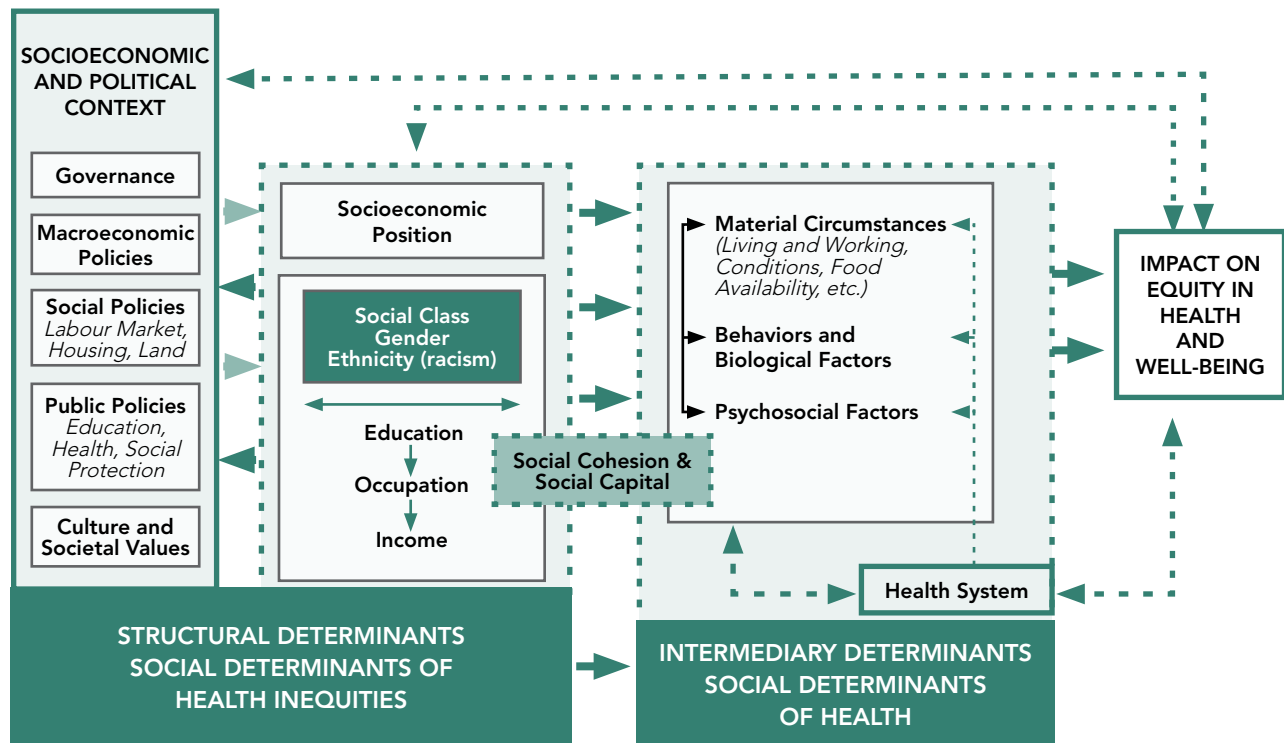 SOCIOECONOMIC
AND POLITICAL
CONTEXT
Governance
Macroeconomic
Policies
Social Policies
Labour Market,
Housing, Land
Public Policies
Education,
Health, Social
Protection
Culture and
Societal Values
Socioeconomic
Position
Social Class
Gender
Ethnicity (racism)
Education
Occupation
Income
Social Cohesion &
Social Capital
Material Circumstances
(Living and Working,
Conditions, Food
Availability, etc.)
Behaviors and
Biological Factors
Psychosocial Factors
Health System
IMPACT ON
EQUITY IN
HEALTH
AND
WELL-BEING
STRUCTURAL DETERMINANTS
SOCIAL DETERMINANTS OF
HEALTH INEQUITIES
INTERMEDIARY DETERMINANTS
SOCIAL DETERMINANTS
OF HEALTH